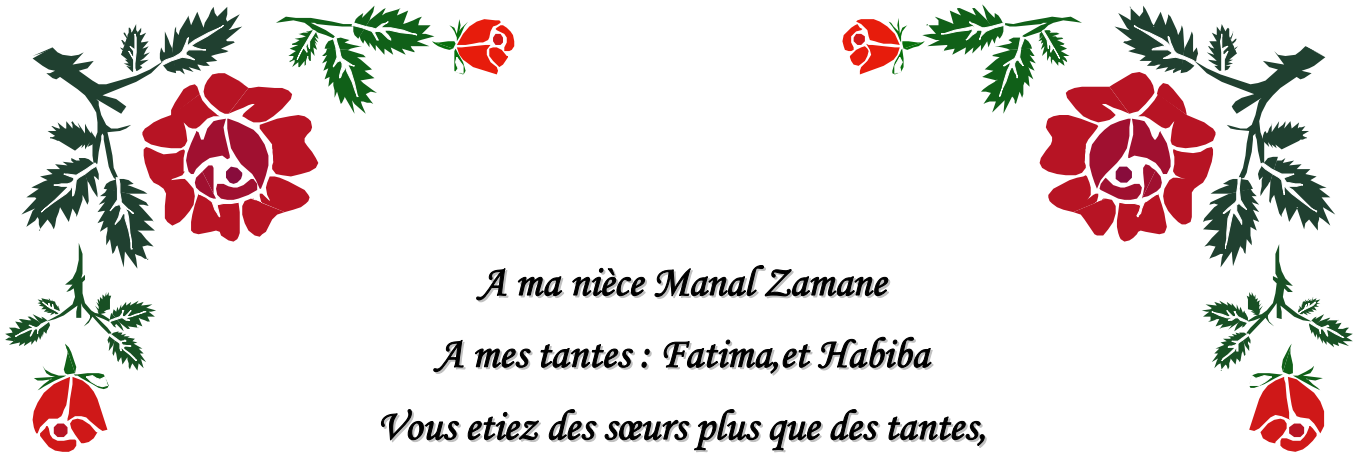 A ma nièce Manal Zamane
A mes tantes : Fatima,et Habiba
Vous etiez des sœurs plus que des tantes,